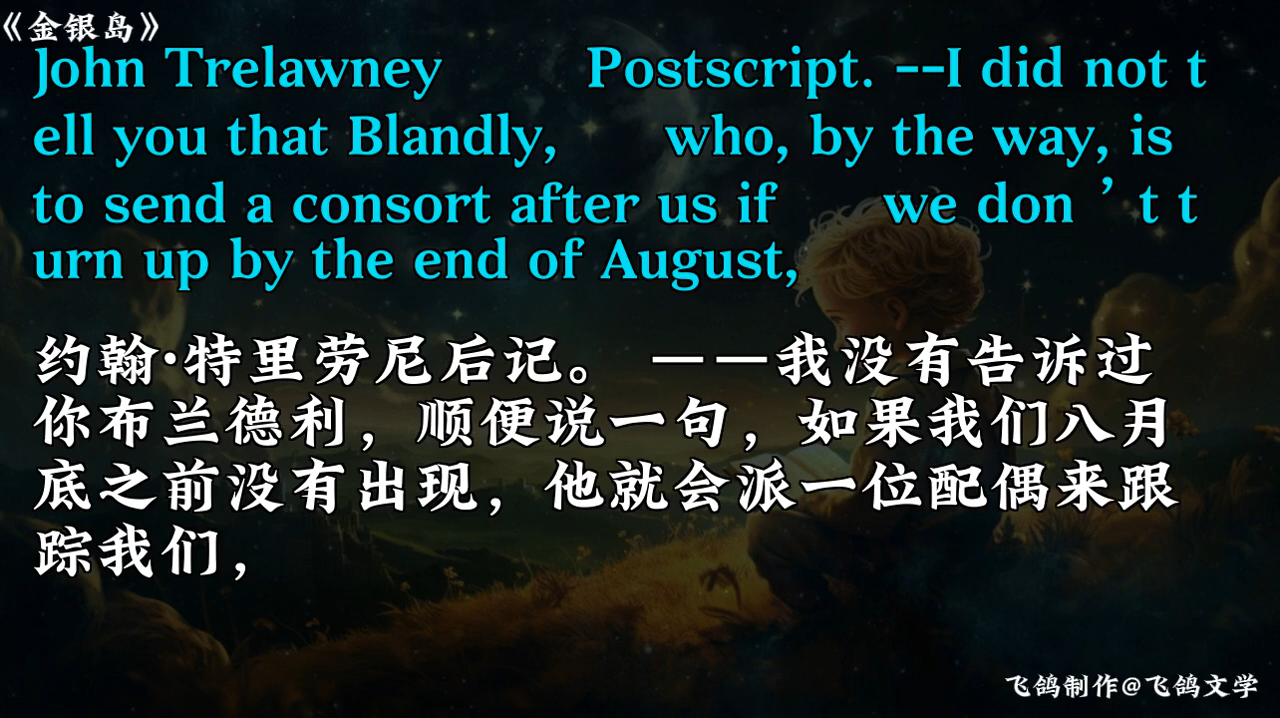 《金银岛》
John Trelawney Postscript. --I did not t
ell you that Blandly, who, by the way, is
to send a consort after us if we don ’ t t
urn up by the end of August,
约翰·特里劳尼后记。 ——我没有告诉过
你布兰德利，顺便说一句，如果我们八月
底之前没有出现，他就会派一位配偶来跟
踪我们，
飞鸽制作@飞鸽文学